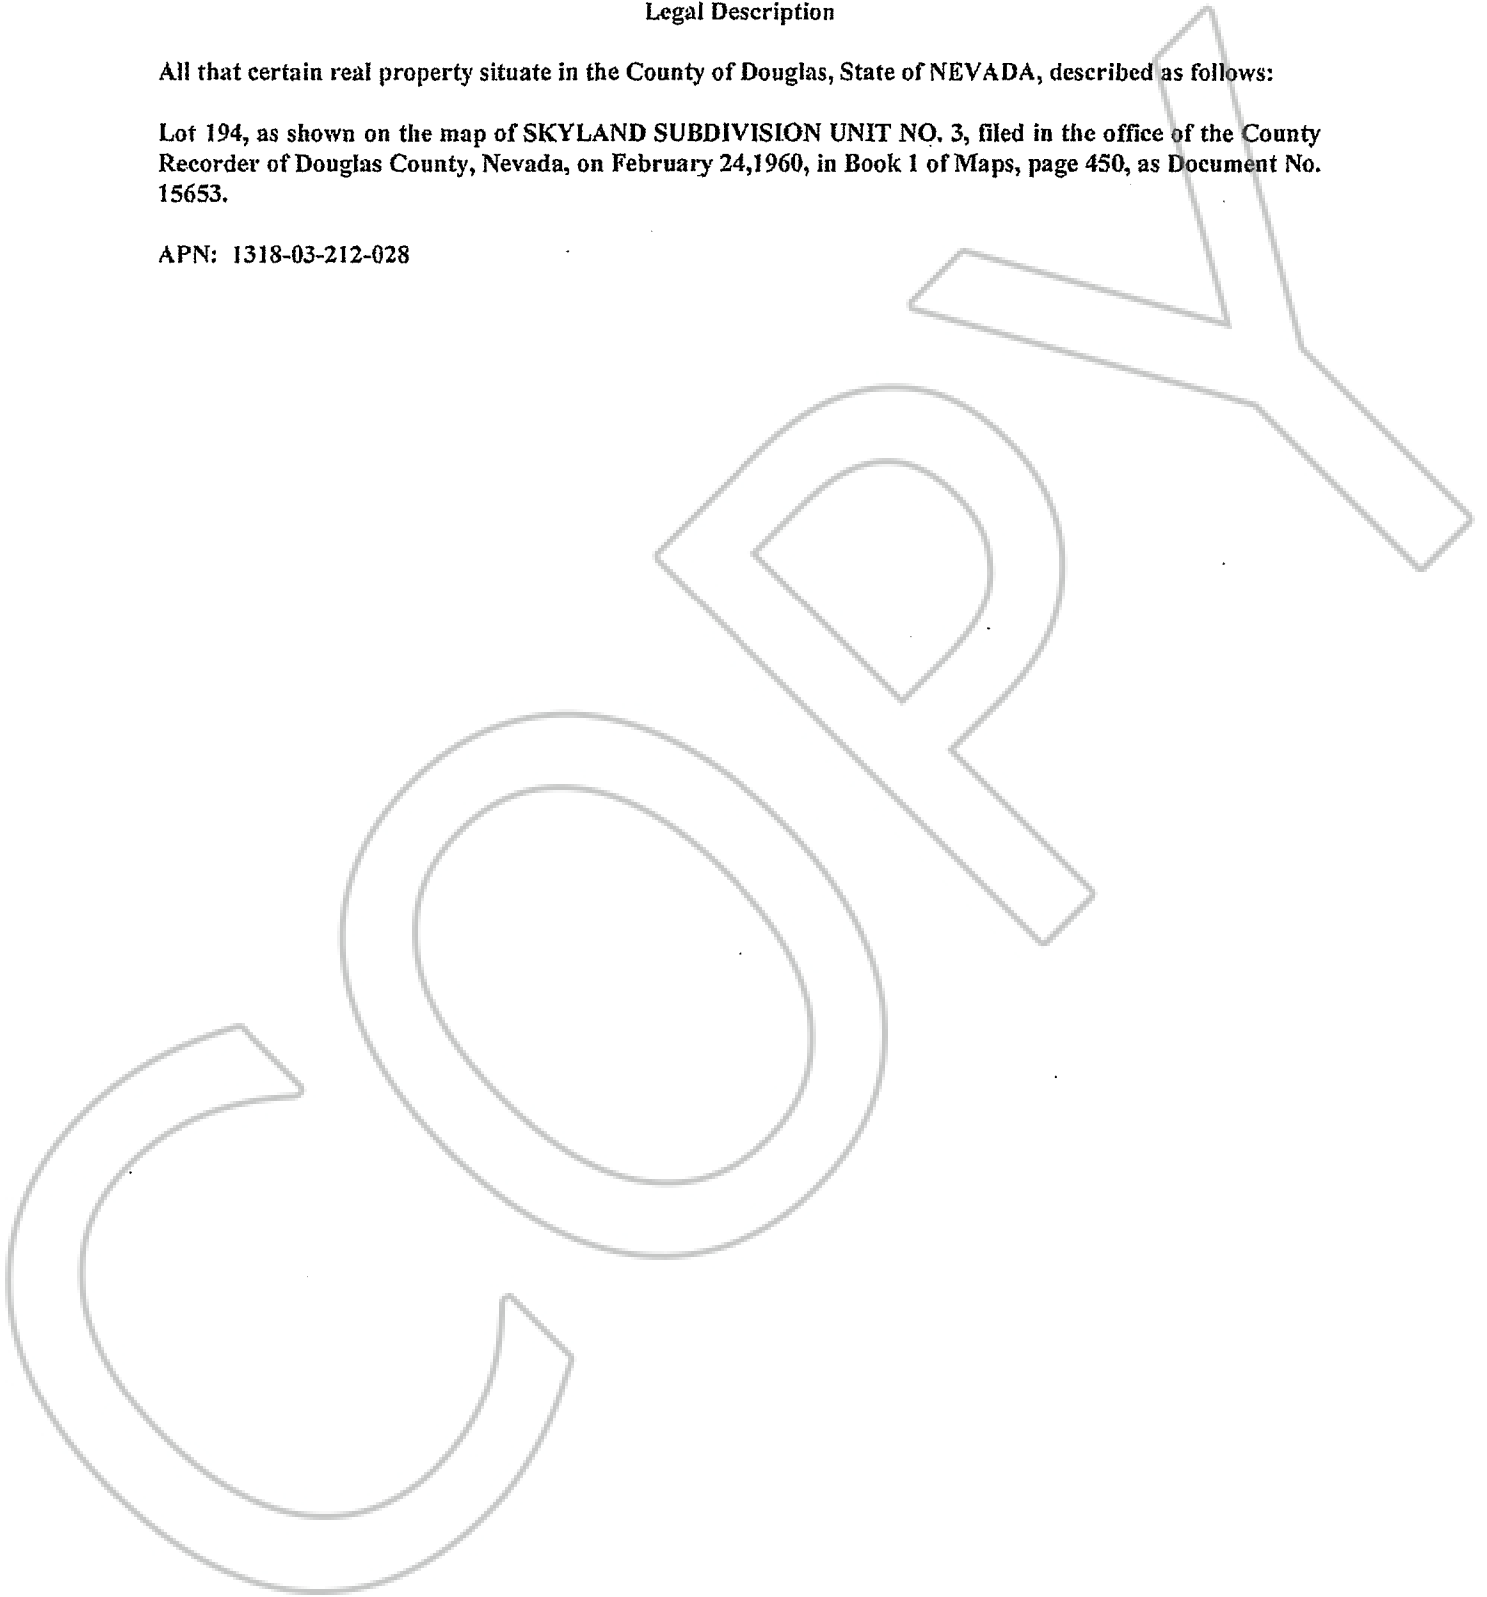 Legal Description
All that certain real property situate in the County of Douglas, State of NEVADA, described as follows:
Lot 194, as shown on the map of SKYLAND SUBDIVISION UNIT NO. 3, filed in the office of the County
Recorder of Douglas County, Nevada, on February 24,1960, in Book 1 of Maps, page 450, as Document No.
15653.
APN: 1318-03-212-028
COPY